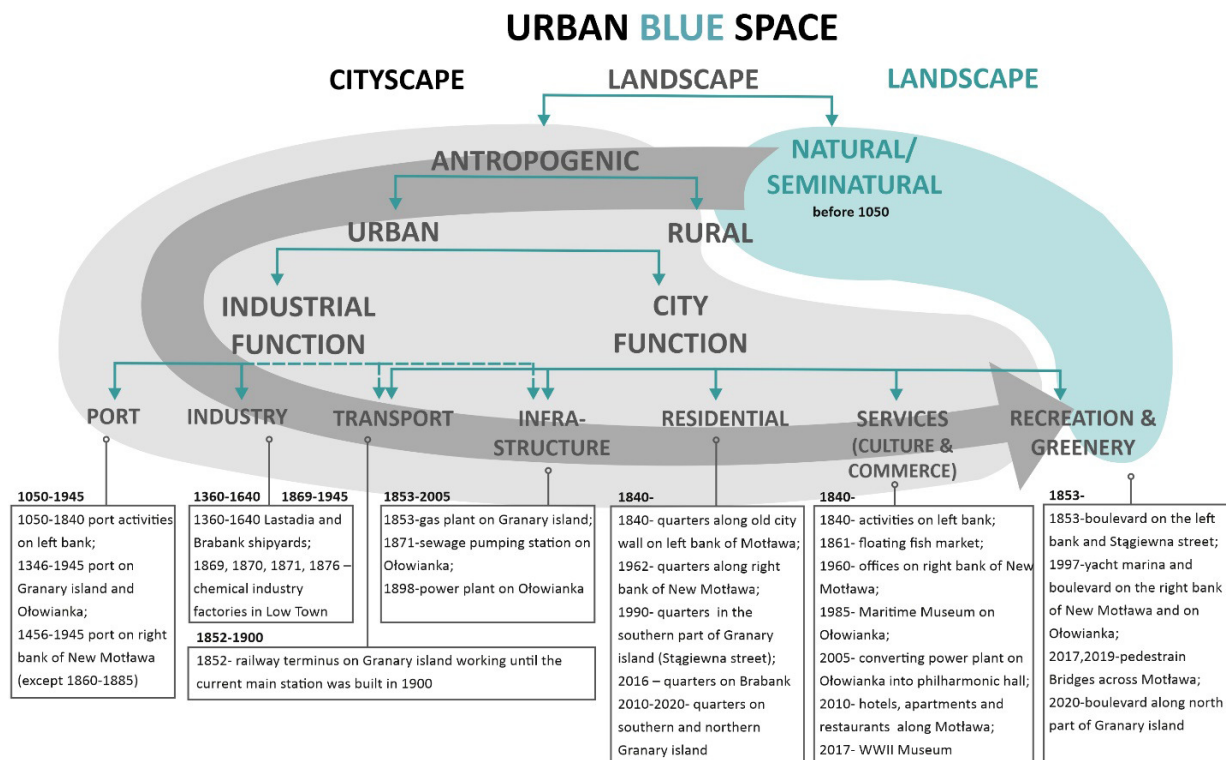 URBAN BLUE SPACE
CITYSCAPE
LANDSCAPE
LANDSCAPE
ANTROPOGENIC
NATURAL/
SEMINATURAL
before 1050
URBAN
RURAL
INDUSTRIAL
FUNCTION
CITY
FUNCTION
PORT
INDUSTRY
TRANSPORT
INFRA-
STRUCTURE
RESIDENTIAL
SERVICES
(CULTURE &
COMMERCE)
RECREATION &
GREENERY
1050-1945
1050-1840 port activities
on left bank;
1346-1945 port on
Granary island and
Ołowianka;
1456-1945 port on right
bank of New Motława
(except 1860-1885)
1360-1640 1869-1945
1360-1640 Lastadia and
Brabank shipyards;
1869, 1870, 1871, 1876 –
chemical industry
factories in Low Town
1852-1900
1852- railway terminus on Granary island working until the
current main station was built in 1900
1853-2005
1853-gas plant on Granary island;
1871-sewage pumping station on
Ołowianka;
1898-power plant on Ołowianka
1840-
1840- quarters along old city
wall on left bank of Motława;
1962- quarters along right
bank of New Motława;
1990- quarters in the
southern part of Granary
island (Stągiewna street);
2016 – quarters on Brabank
2010-2020- quarters on
southern and northern
Granary island
1840-
1840- activities on left bank;
1861- floating fish market;
1960- offices on right bank of New
Motława;
1985- Maritime Museum on
Ołowianka;
2005- converting power plant on
Ołowianka into philharmonic hall;
2010- hotels, apartments and
restaurants along Motława;
2017- WWII Museum
1853-
1853-boulevard on the left
bank and Stągiewna street;
1997-yacht marina and
boulevard on the right bank
of New Motława and on
Ołowianka;
2017,2019-pedestrain
Bridges across Motława;
2020-boulevard along north
part of Granary island